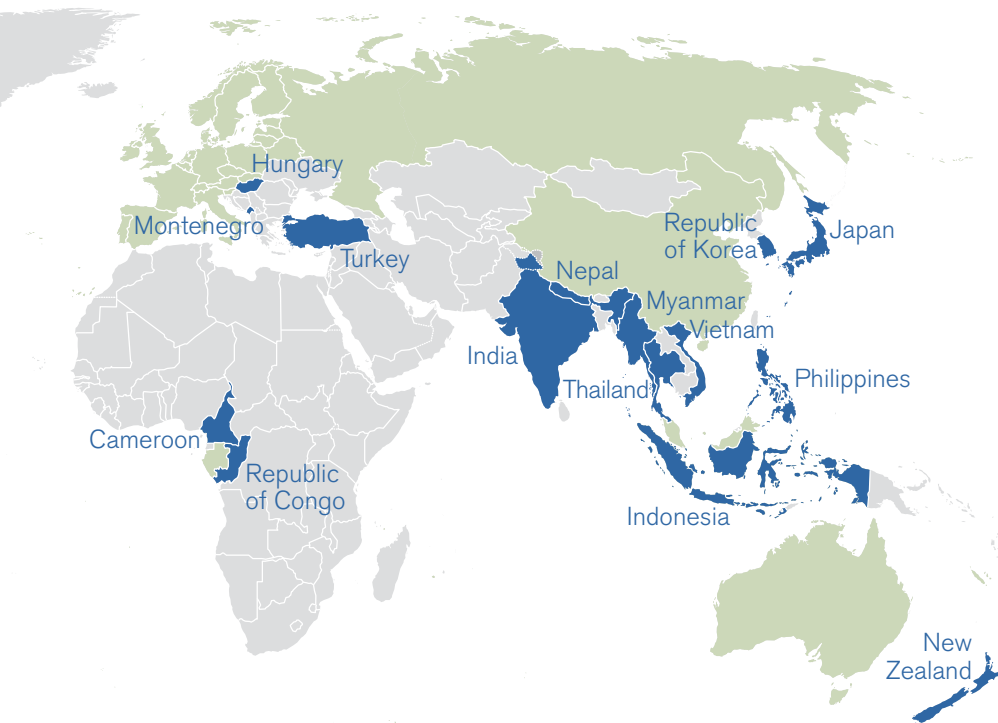 Hungary
Montenegro
Turkey
Republic
of Korea
Japan
Nepal
Myanmar
Vietnam
India
Thailand
Philippines
Cameroon
Republic
of Congo
Indonesia
New
Zealand